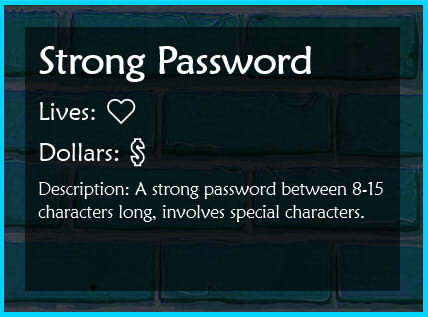 Strong Password
Lives: ♡
Dollars: $
Description: A strong password between 8-15
characters long, involves special characters.